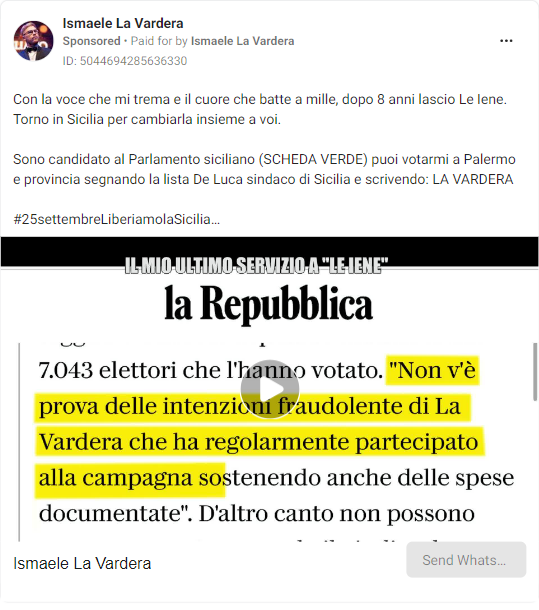 Ismaele La Vardera
Sponsored • Paid for by Ismaele La Vardera
ID: 5044694285636330
Con la voce che mi trema e il cuore che batte a mille, dopo 8 anni lascio Le Iene.
Torno in Sicilia per cambiarla insieme a voi.
Sono candidato al Parlamento siciliano (SCHEDA VERDE) puoi votarmi a Palermo
e provincia segnando la lista De Luca sindaco di Sicilia e scrivendo: LA VARDERA
#25settembreLiberiamolaSicilia...
IL MIO ULTIMO SERVIZIO A "LE IENE"
la Repubblica
7.043 elettori che l'hanno votato. "Non v'è
prova delle intenzioni fraudolente di La
Vardera che ha regolarmente partecipato
alla campagna sostenendo anche delle spese
documentate". D'altro canto non possono
Ismaele La Vardera
Send Whats...